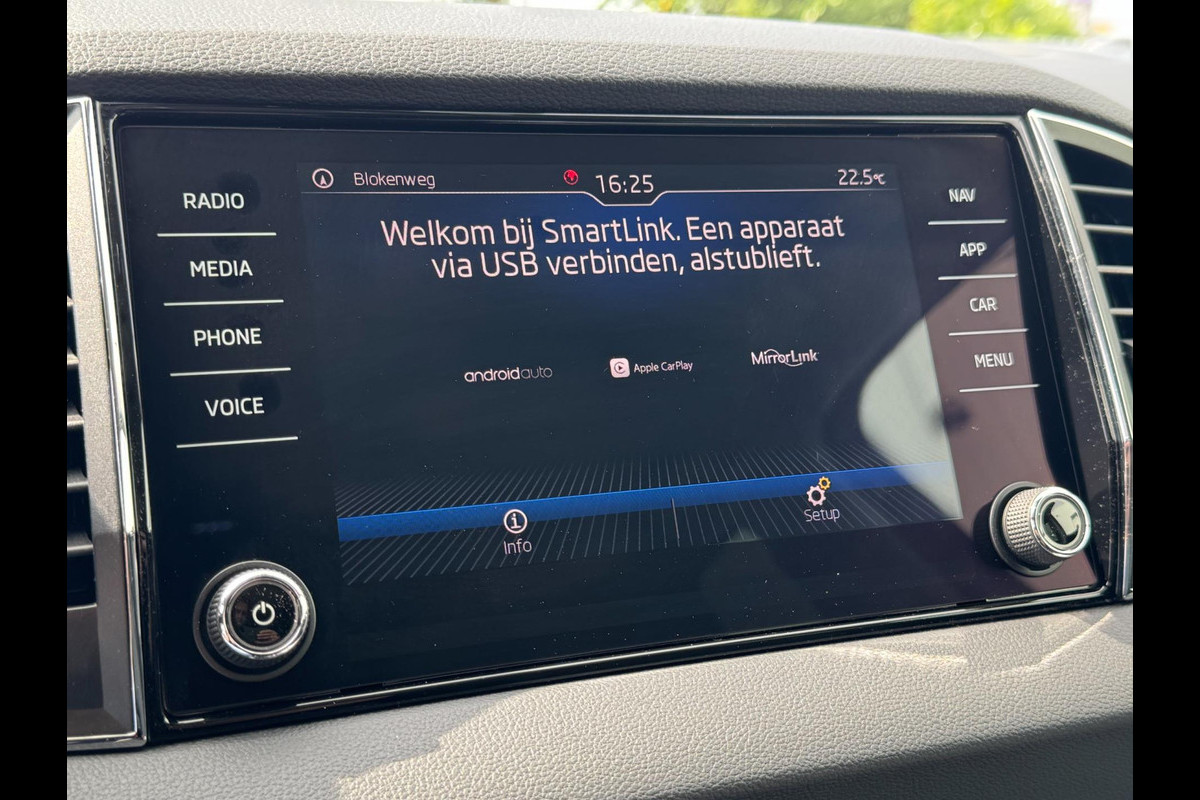 Blokenweg 16:25 22.5°C
Welkom bij SmartLink. Een apparaat
via USB verbinden, alstublieft.
androidauto Apple CarPlay MirrorLink
Info Setup
RADIO
MEDIA
PHONE
VOICE
NAV
APP
CAR
MENU